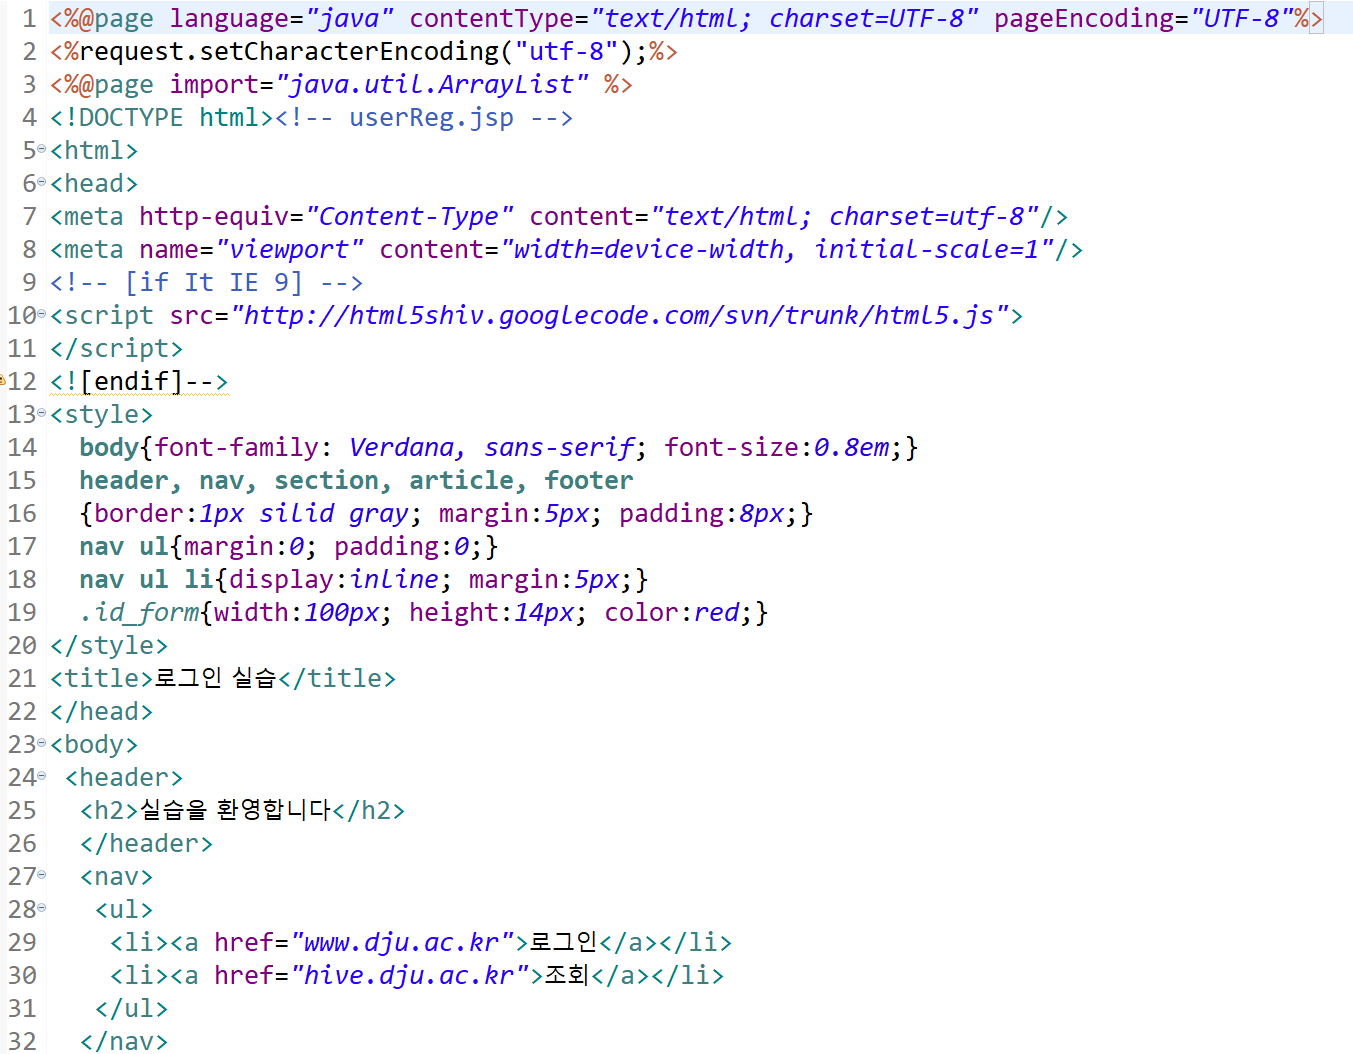 1 <%@page language="java" contentType="text/html; charset=UTF-8" pageEncoding="UTF-8"%>
2 <%request.setCharacterEncoding("utf-8");%>
3 <%@page import="java.util.ArrayList" %>
4 <!DOCTYPE html><!-- userReg.jsp -->
5 <html>
6 <head>
7 <meta http-equiv="Content-Type" content="text/html; charset=utf-8"/>
8 <meta name="viewport" content="width=device-width, initial-scale=1"/>
9 <!-- [if It IE 9] -->
10 <script src="http://html5shiv.googlecode.com/svn/trunk/html5.js">
11 </script>
12 <![endif]-->
13 <style>
14   body{font-family: Verdana, sans-serif; font-size:0.8em;}
15   header, nav, section, article, footer
16   {border:1px silid gray; margin:5px; padding:8px;}
17   nav ul{margin:0; padding:0;}
18   nav ul li{display:inline; margin:5px;}
19   .id_form{width:100px; height:14px; color:red;}
20 </style>
21 <title>로그인 실습</title>
22 </head>
23 <body>
24  <header>
25   <h2>실습을 환영합니다</h2>
26   </header>
27   <nav>
28    <ul>
29     <li><a href="www.dju.ac.kr">로그인</a></li>
30     <li><a href="hive.dju.ac.kr">조회</a></li>
31    </ul>
32   </nav>